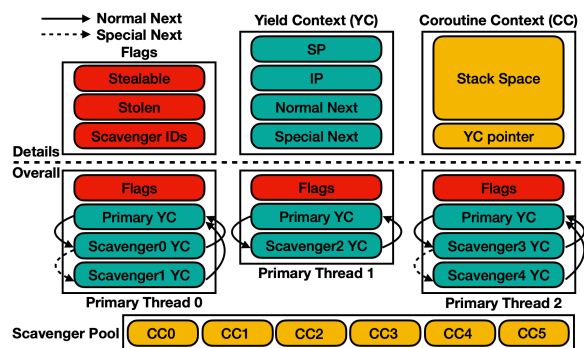 Normal Next
Special Next
Flags
Stealable
Stolen
Scavenger IDs
Yield Context (YC)
SP
IP
Normal Next
Special Next
Coroutine Context (CC)
Stack Space
YC pointer
Details
Overall
Flags
Primary YC
Scavenger0 YC
Scavenger1 YC
Primary Thread 0
Flags
Primary YC
Scavenger2 YC
Primary Thread 1
Flags
Primary YC
Scavenger3 YC
Scavenger4 YC
Primary Thread 2
Scavenger Pool
CC0
CC1
CC2
CC3
CC4
CC5